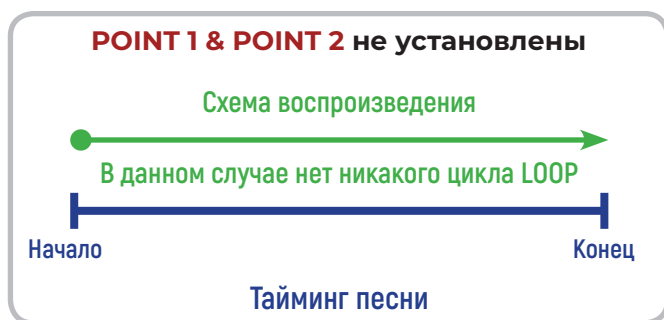 POINT 1 & POINT 2 не установлены
Схема воспроизведения
В данном случае нет никакого цикла LOOP
Начало Конец
Тайминг песни